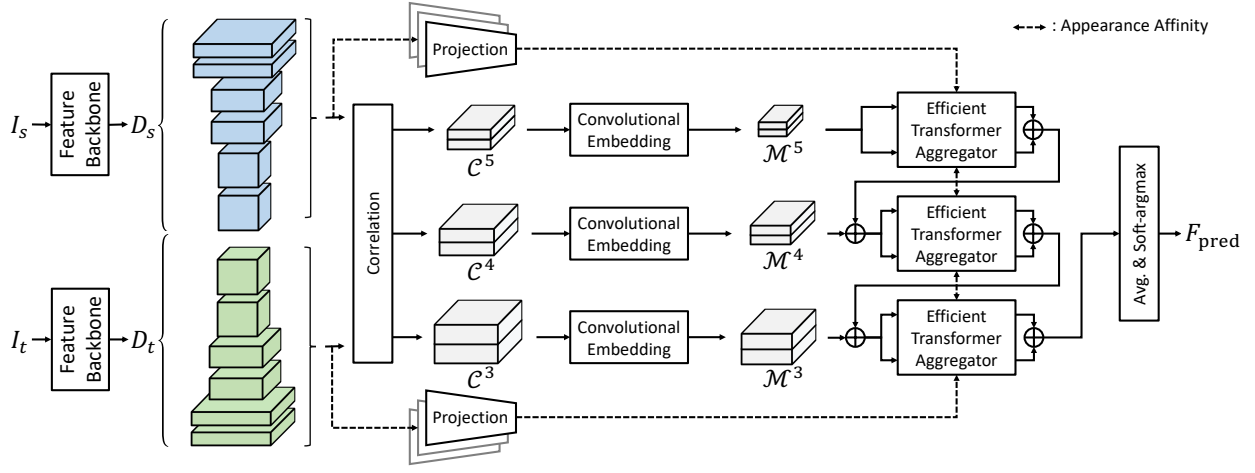 : Appearance Affinity
Projection
I_s
Feature
Backbone
D_s
Correlation
C^5
Convolutional
Embedding
M^5
Efficient
Transformer
Aggregator
C^4
Convolutional
Embedding
M^4
Efficient
Transformer
Aggregator
Avg. & Soft-argmax
F_pred
I_t
Feature
Backbone
D_t
C^3
Convolutional
Embedding
M^3
Efficient
Transformer
Aggregator
Projection